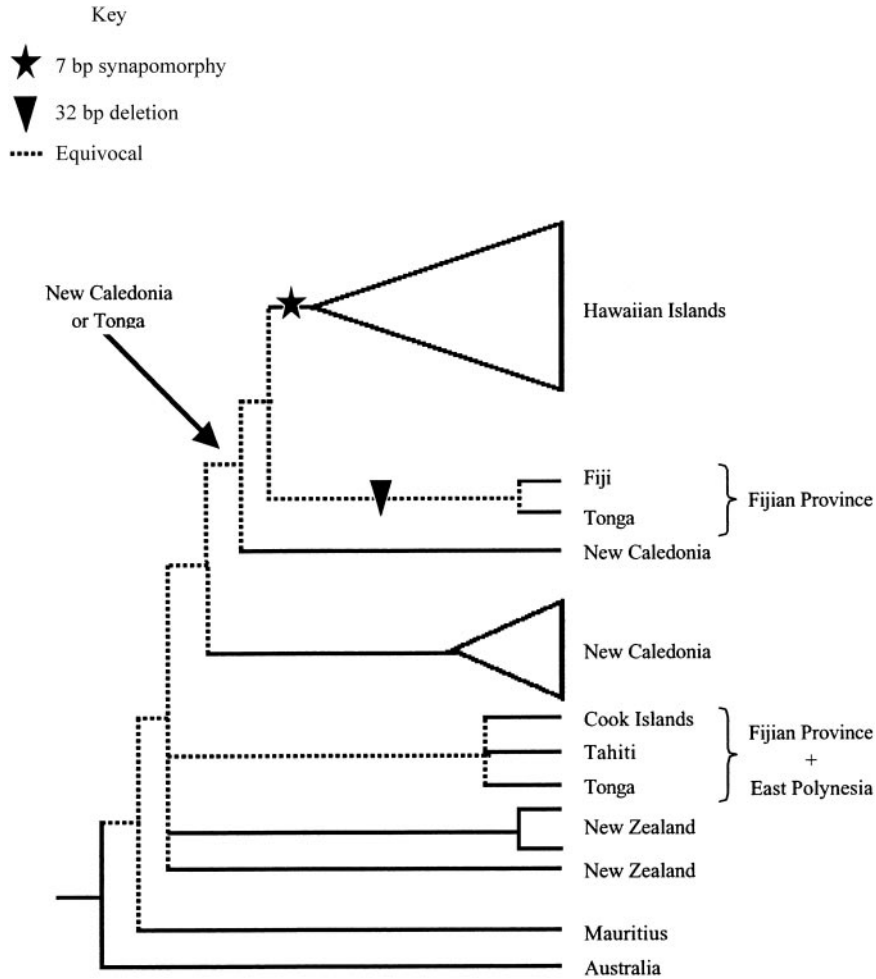 Key
7 bp synapomorphy
32 bp deletion
Equivocal
New Caledonia
or Tonga
Hawaiian Islands
Fiji
Tonga
Fijian Province
New Caledonia
New Caledonia
Cook Islands
Tahiti
Tonga
Fijian Province
+
East Polynesia
New Zealand
New Zealand
Mauritius
Australia